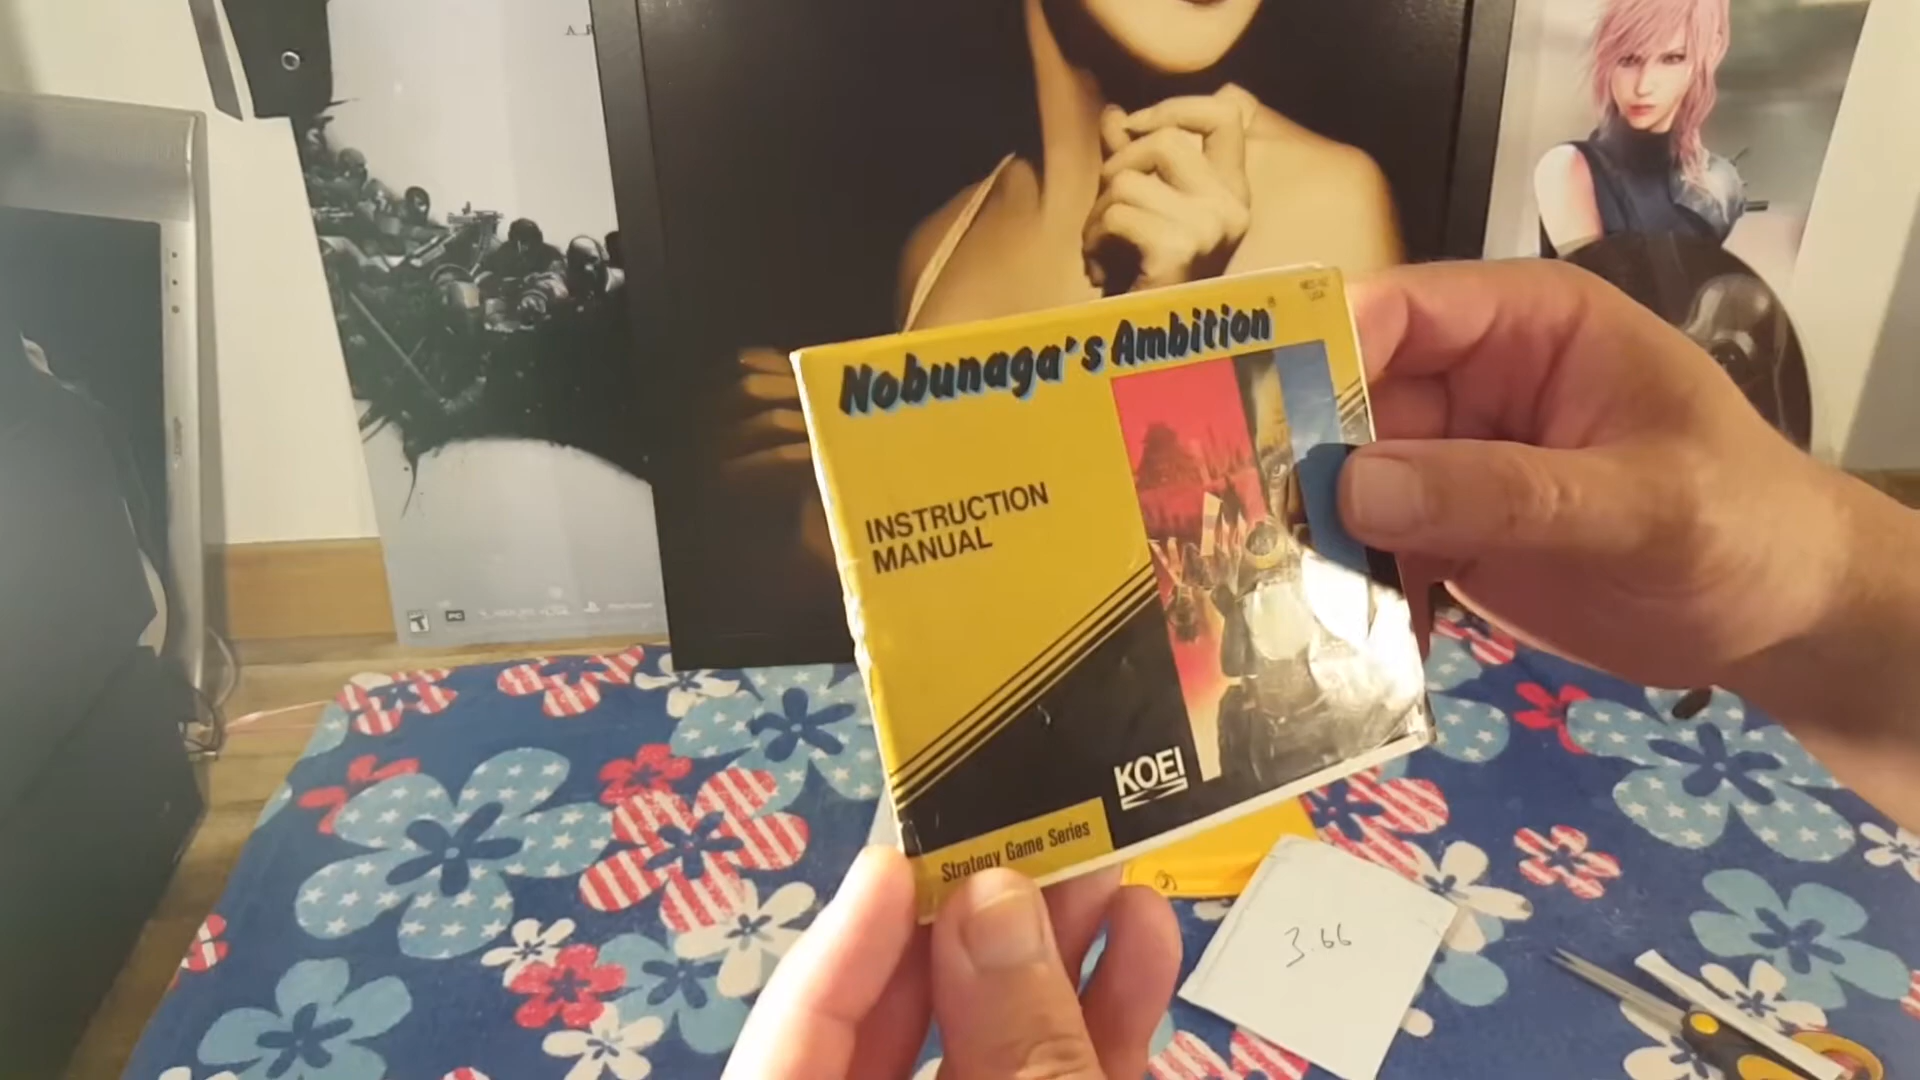 Nobunaga's Ambition
INSTRUCTION
MANUAL
KOEI
Strategy Game Series
3.66